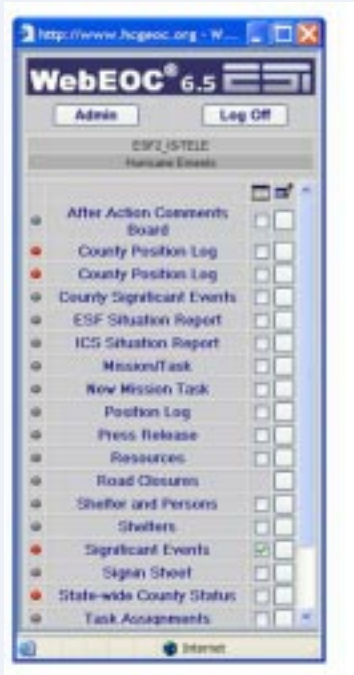 http://www.hcgeoc.org - W...
WebEOC® 6.5 ESi
Admin Log Off
ESF2_IS/TELE
Hurricane Ernesto
After Action Comments
Board
County Position Log
County Position Log
County Significant Events
ESF Situation Report
ICS Situation Report
Mission/Task
New Mission Task
Position Log
Press Release
Resources
Road Closures
Shelter and Persons
Shelters
Significant Events
Signin Sheet
State-wide County Status
Task Assignments
Internet